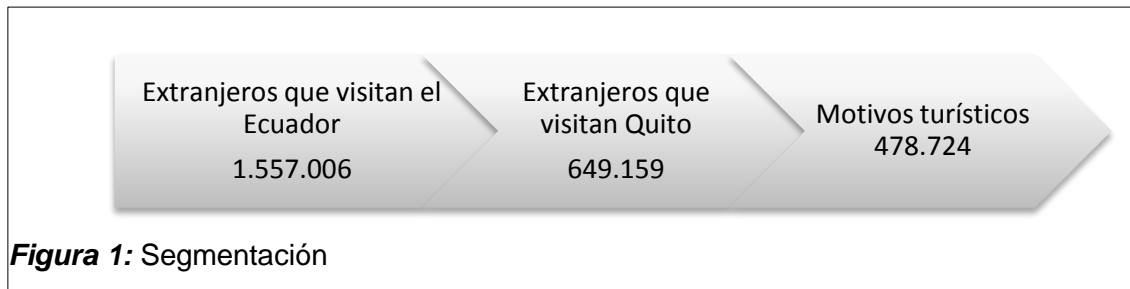 Extranjeros que visitan el
Ecuador
1.557.006
Extranjeros que
visitan Quito
649.159
Motivos turísticos
478.724
Figura 1: Segmentación